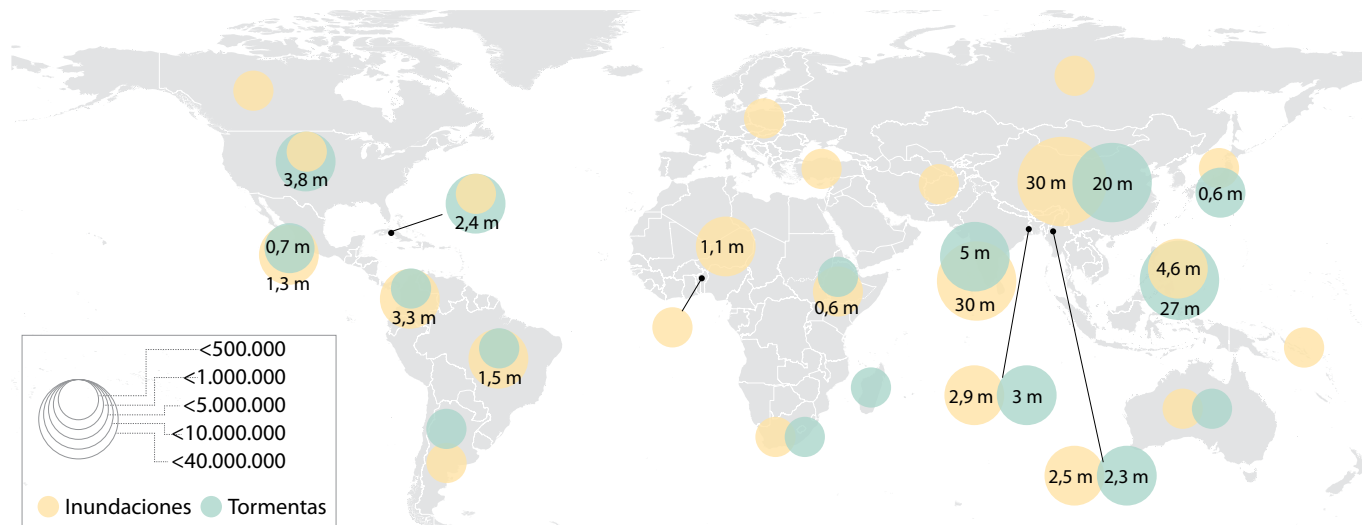 3,8 m
2,4 m
0,7 m
1,3 m
3,3 m
1,5 m
1,1 m
0,6 m
30 m
20 m
0,6 m
5 m
30 m
4,6 m
27 m
2,9 m
3 m
2,5 m
2,3 m
<500.000
<1.000.000
<5.000.000
<10.000.000
<40.000.000
Inundaciones
Tormentas